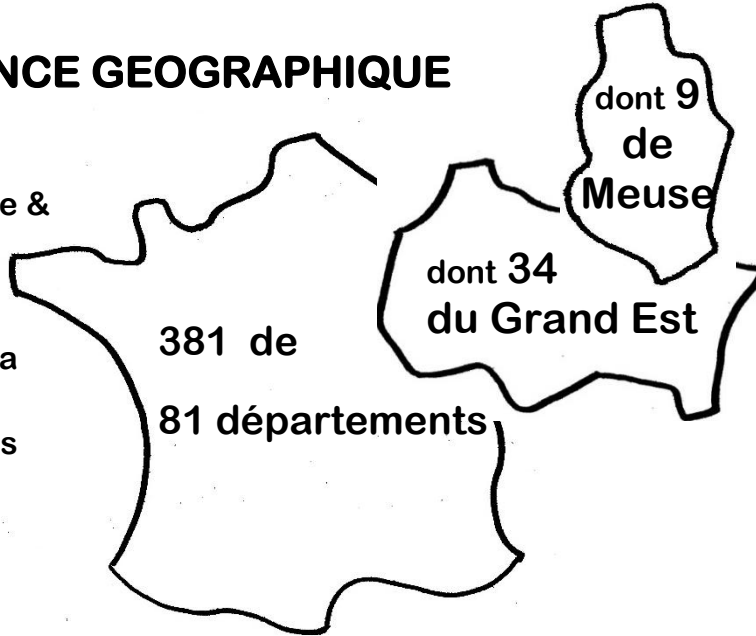 NCE GEOGRAPHIQUE
e &
a
s
381 de
81 départements
dont 34
du Grand Est
dont 9
de
Meuse